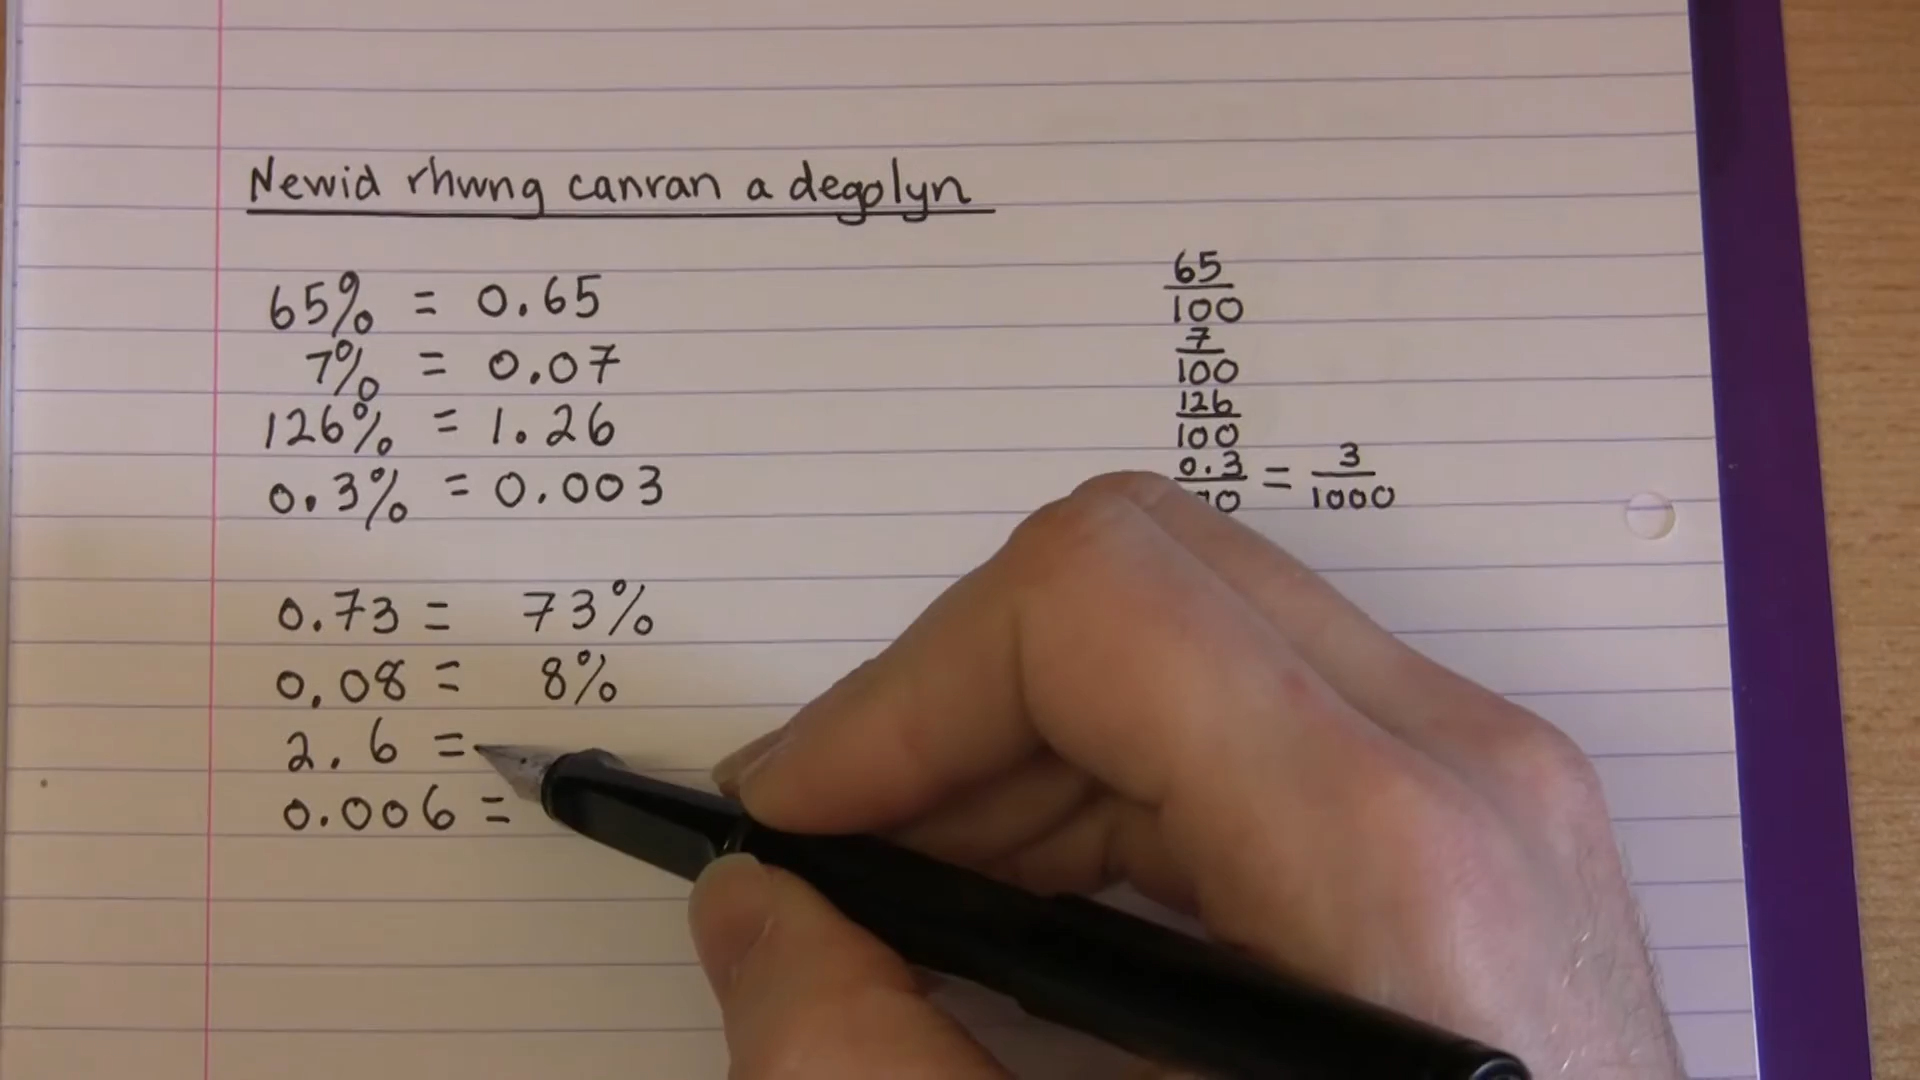 Newid rhwng canran a degolyn
65% = 0.65
65/100
7% = 0.07
7/100
126% = 1.26
126/100
0.3% = 0.003
0.3/ 00 = 3/1000
0.73 = 73%
0.08 = 8%
2.6 =
0.006 =